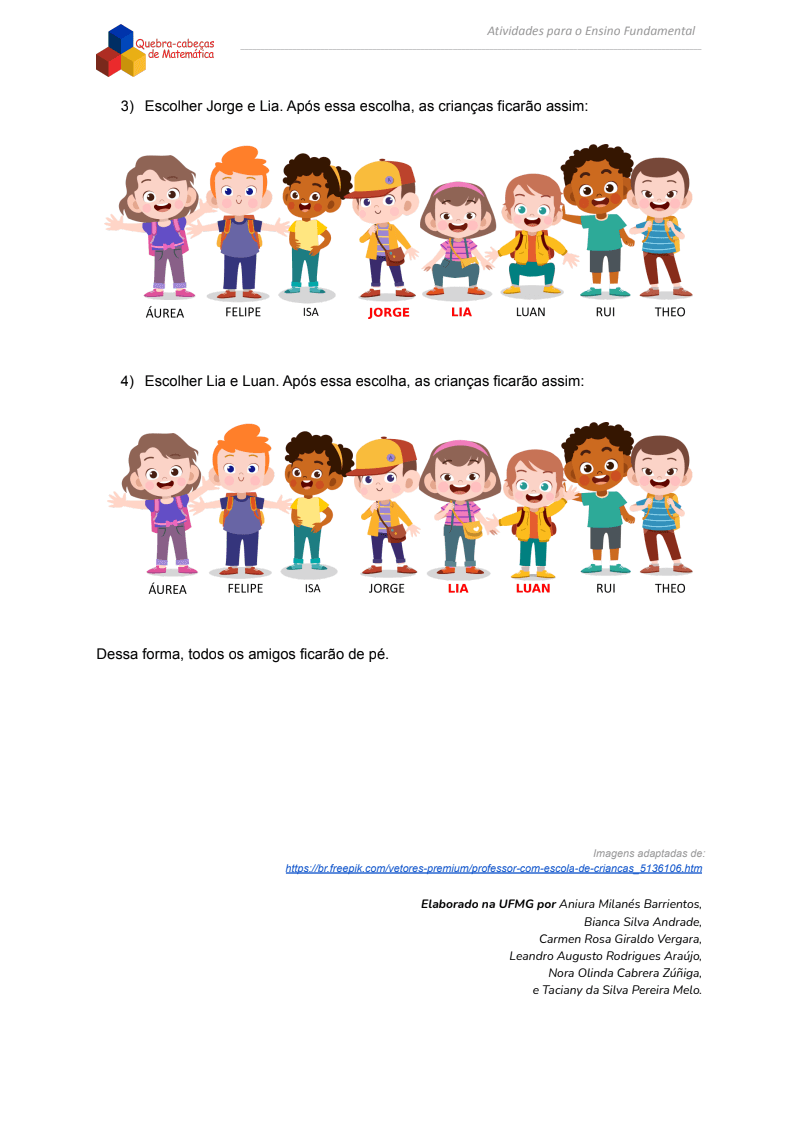 Quebra-cabeças
de Matemática
Atividades para o Ensino Fundamental
3) Escolher Jorge e Lia. Após essa escolha, as crianças ficarão assim:
ÁUREA FELIPE ISA JORGE LIA LUAN RUI THEO
4) Escolher Lia e Luan. Após essa escolha, as crianças ficarão assim:
ÁUREA FELIPE ISA JORGE LIA LUAN RUI THEO
Dessa forma, todos os amigos ficarão de pé.
Imagens adaptadas de:
https://br.freepik.com/vetores-premium/professor-com-escola-de-criancas_5136106.htm
Elaborado na UFMG por Aniura Milanés Barrientos,
Bianca Silva Andrade,
Carmen Rosa Giraldo Vergara,
Leandro Augusto Rodrigues Araújo,
Nora Olinda Cabrera Zúñiga,
e Taciany da Silva Pereira Melo.